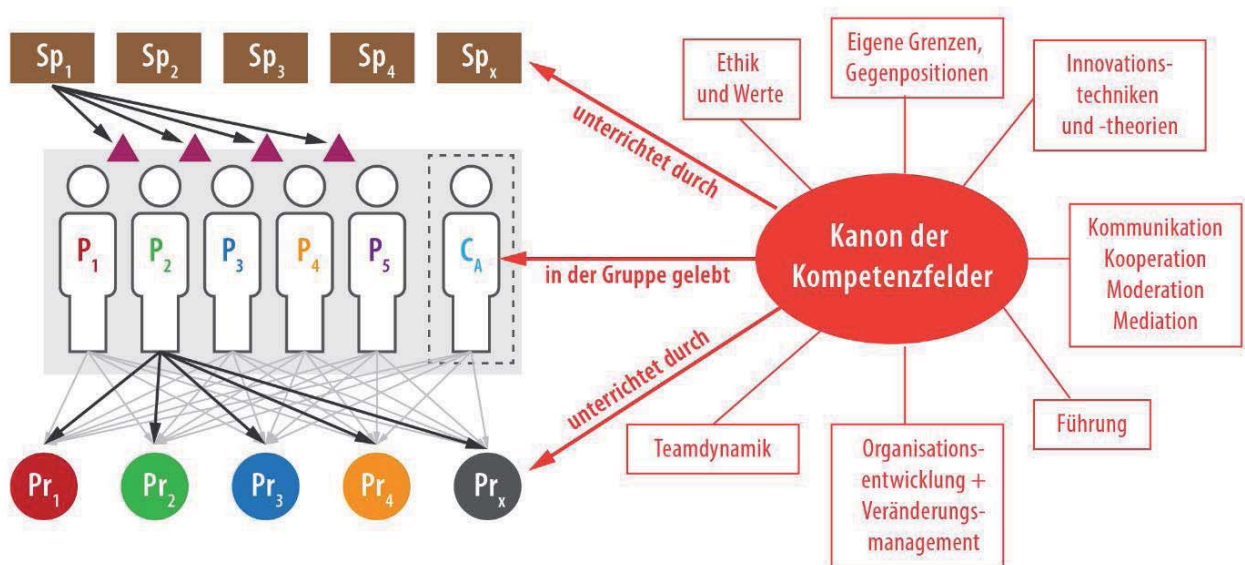 Sp1
Sp2
Sp3
Sp4
Spx
P1
P2
P3
P4
P5
CA
Pr1
Pr2
Pr3
Pr4
Prx
unterrichtet durch
in der Gruppe gelebt
unterrichtet durch
Kanon der
Kompetenzfelder
Ethik
und Werte
Eigene Grenzen,
Gegenpositionen
Innovations-
techniken
und -theorien
Kommunikation
Kooperation
Moderation
Mediation
Führung
Organisations-
entwicklung +
Veränderungs-
management
Teamdynamik